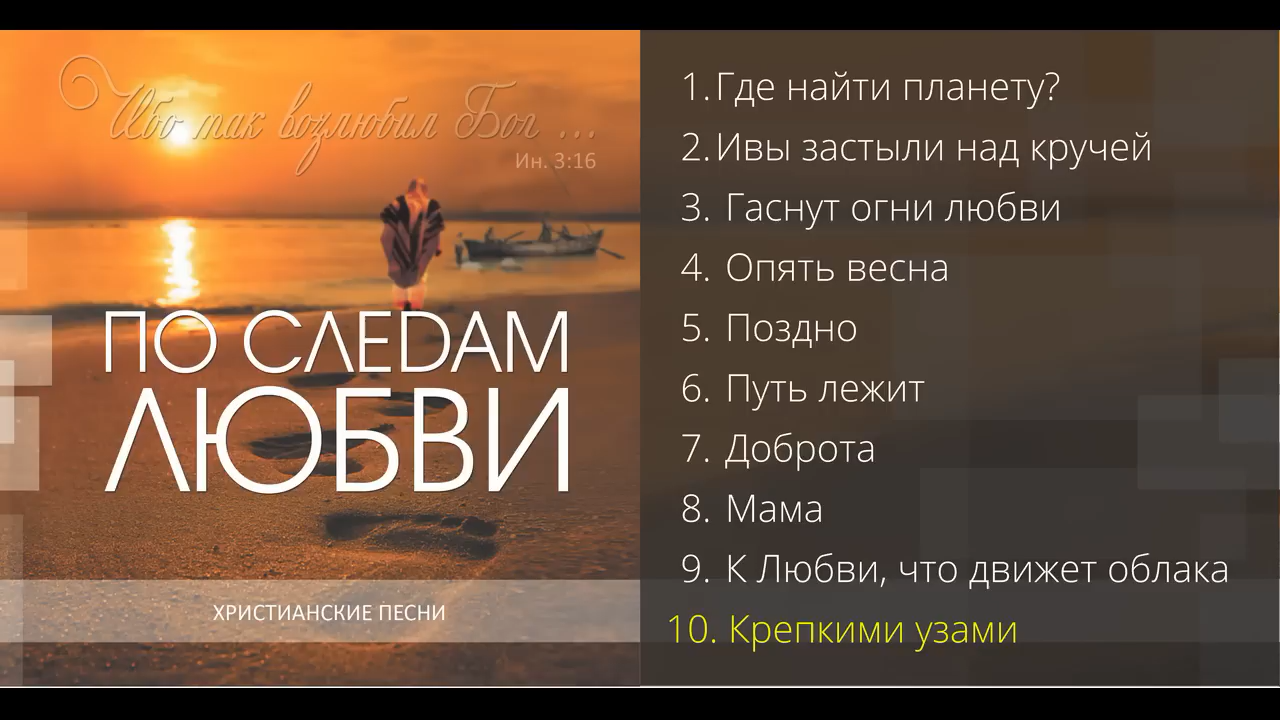 Ибо так возлюбил Бог ...
Ин. 3:16
ПО СЛЕДАМ
ЛЮБВИ
ХРИСТИАНСКИЕ ПЕСНИ
1. Где найти планету?
2. Ивы застыли над кручей
3. Гаснут огни любви
4. Опять весна
5. Поздно
6. Путь лежит
7. Доброта
8. Мама
9. К Любви, что движет облака
10. Крепкими узами